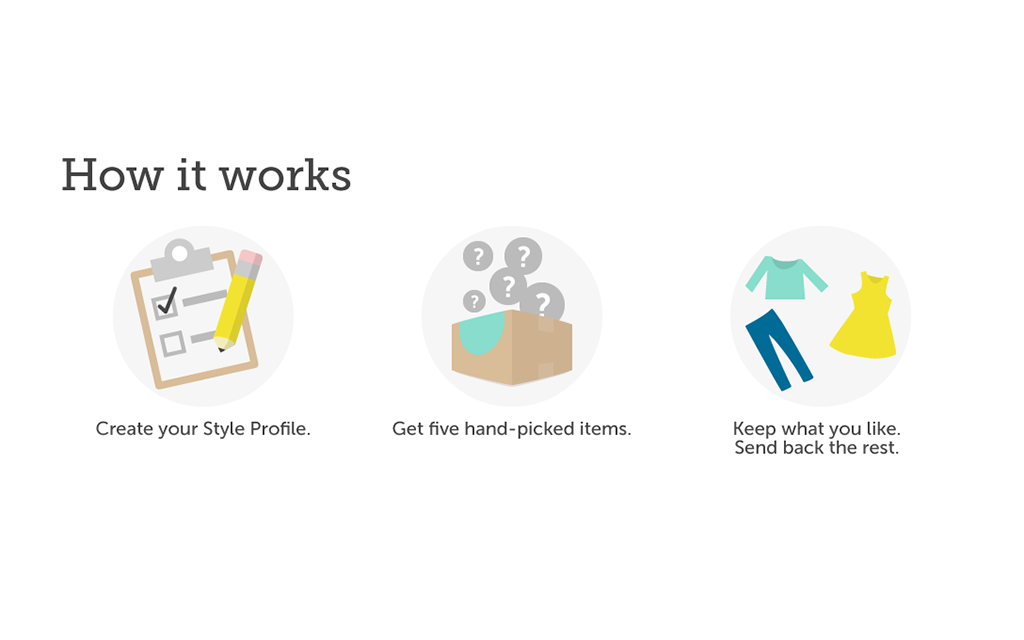 How it works
? ? ? ? ?
Create your Style Profile.
Get five hand-picked items.
Keep what you like.
Send back the rest.